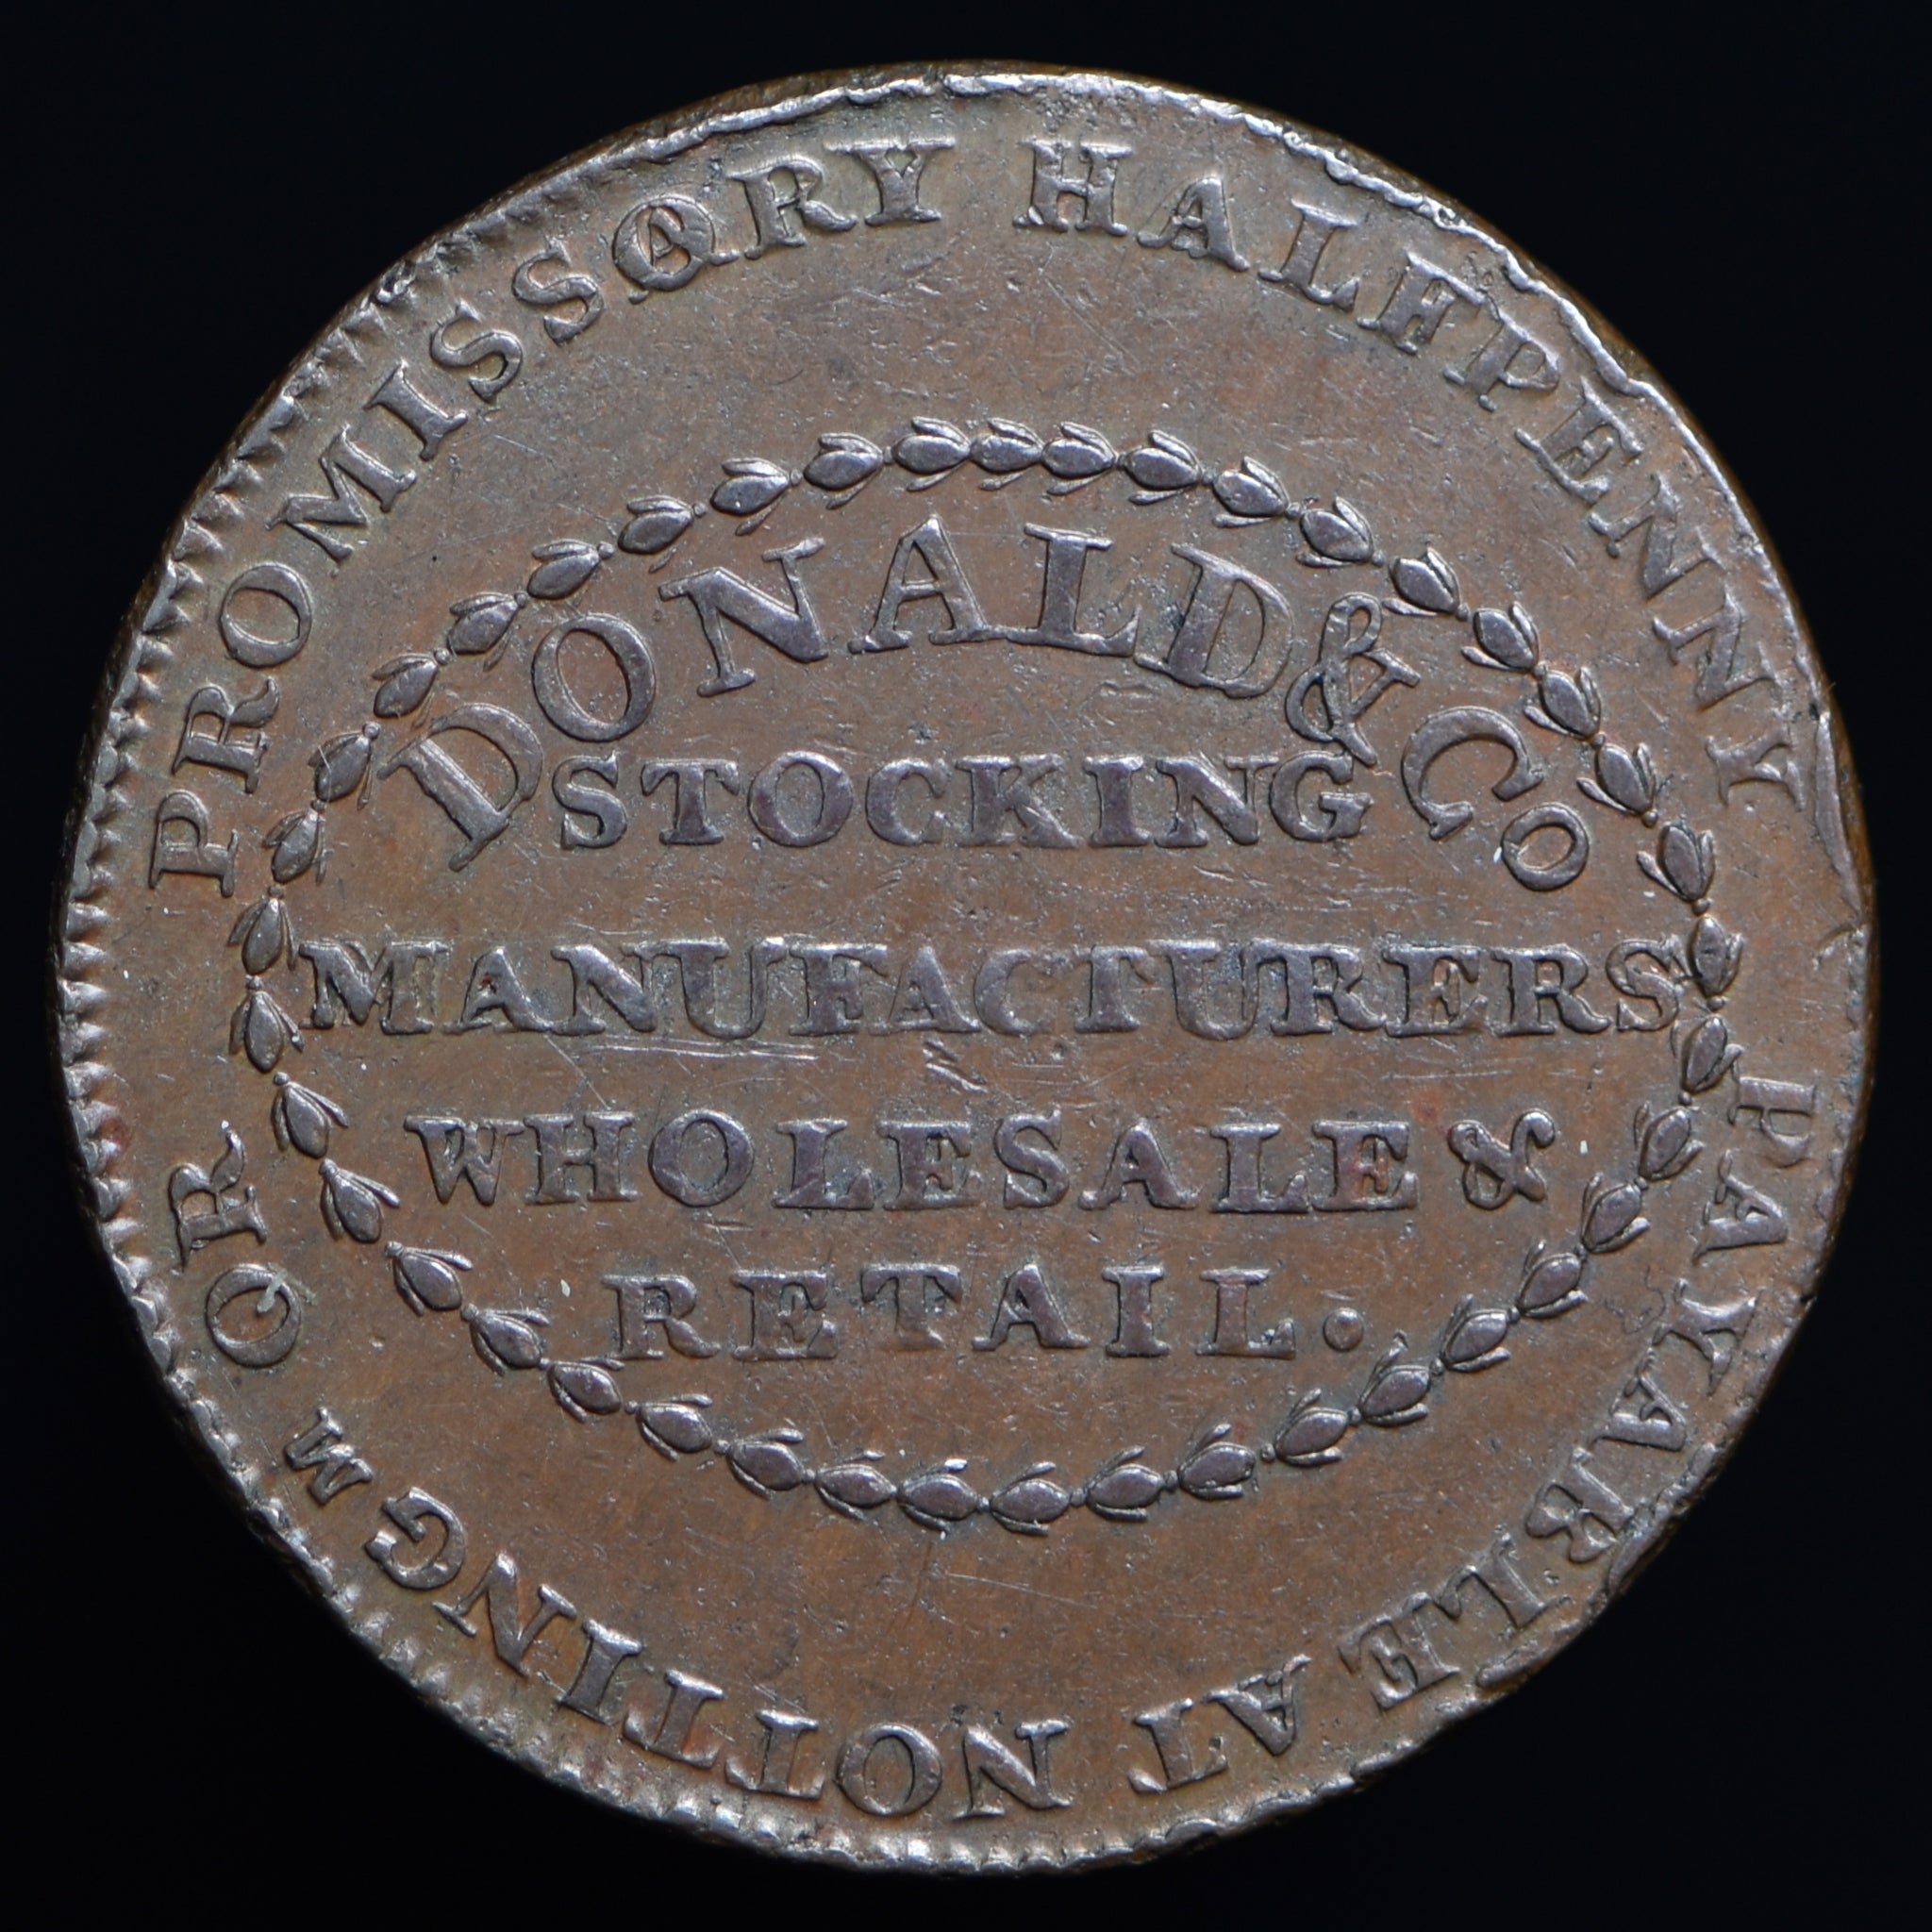 PROMISSORY HALFPENNY PAYABLE AT NOTTINGM OR
DONALD & Co
STOCKING
MANUFACTURERS
WHOLESALE &
RETAIL.